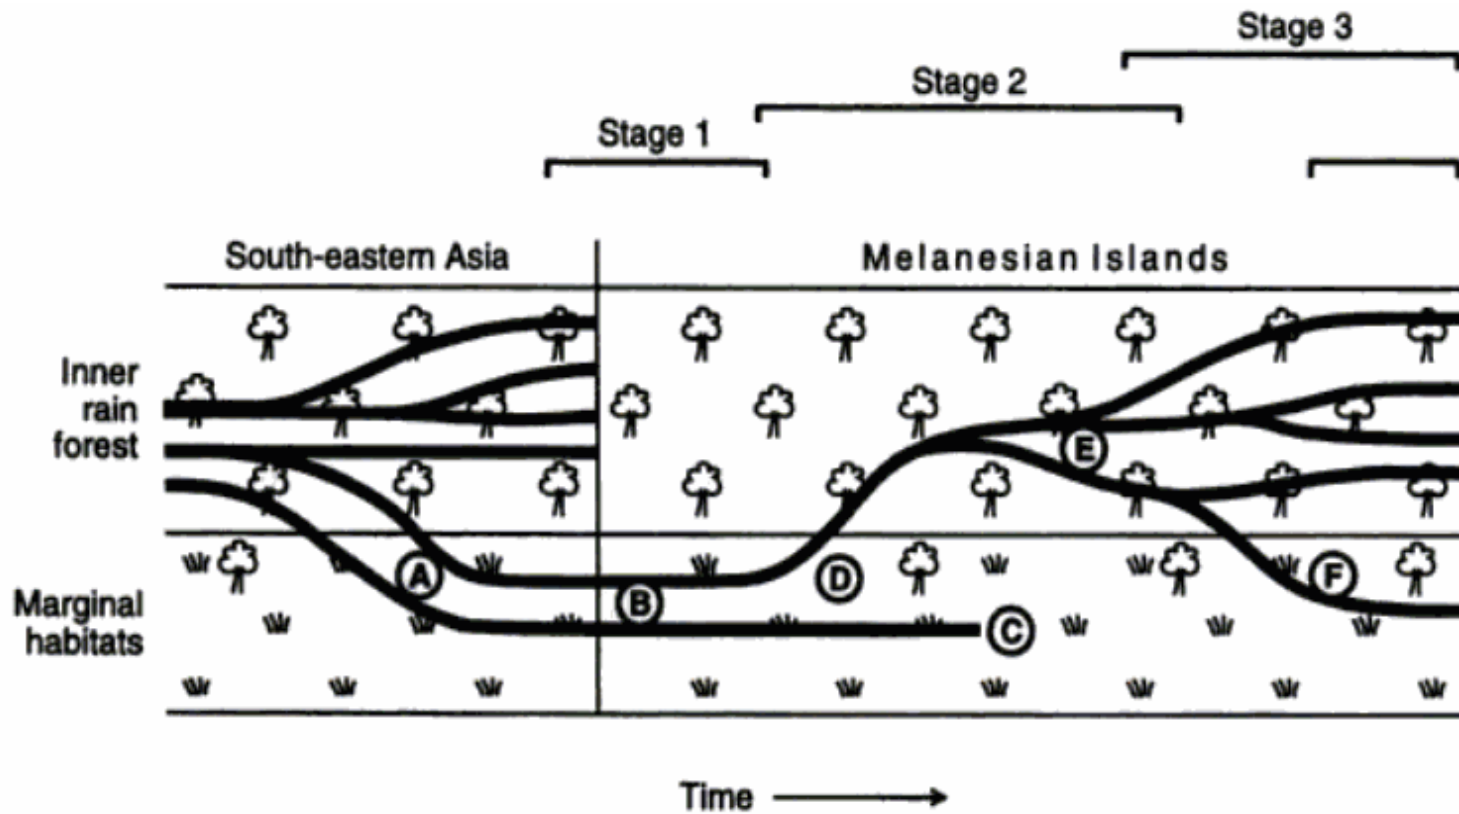 Stage 3
Stage 2
Stage 1
South-eastern Asia
Melanesian Islands
Inner
rain
forest
E
A
D
F
B
Marginal
habitats
C
Time